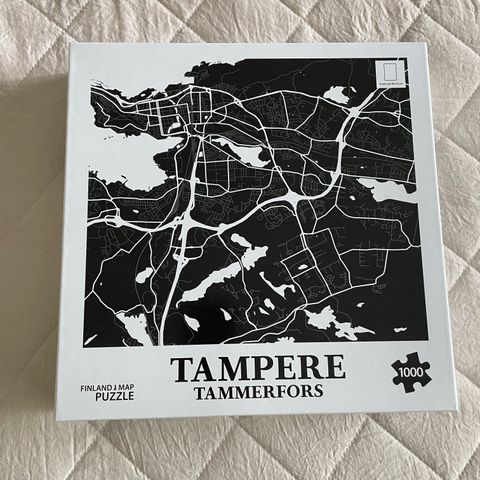 TAMPERE
TAMMERFORS
FINLAND MAP
PUZZLE
1000